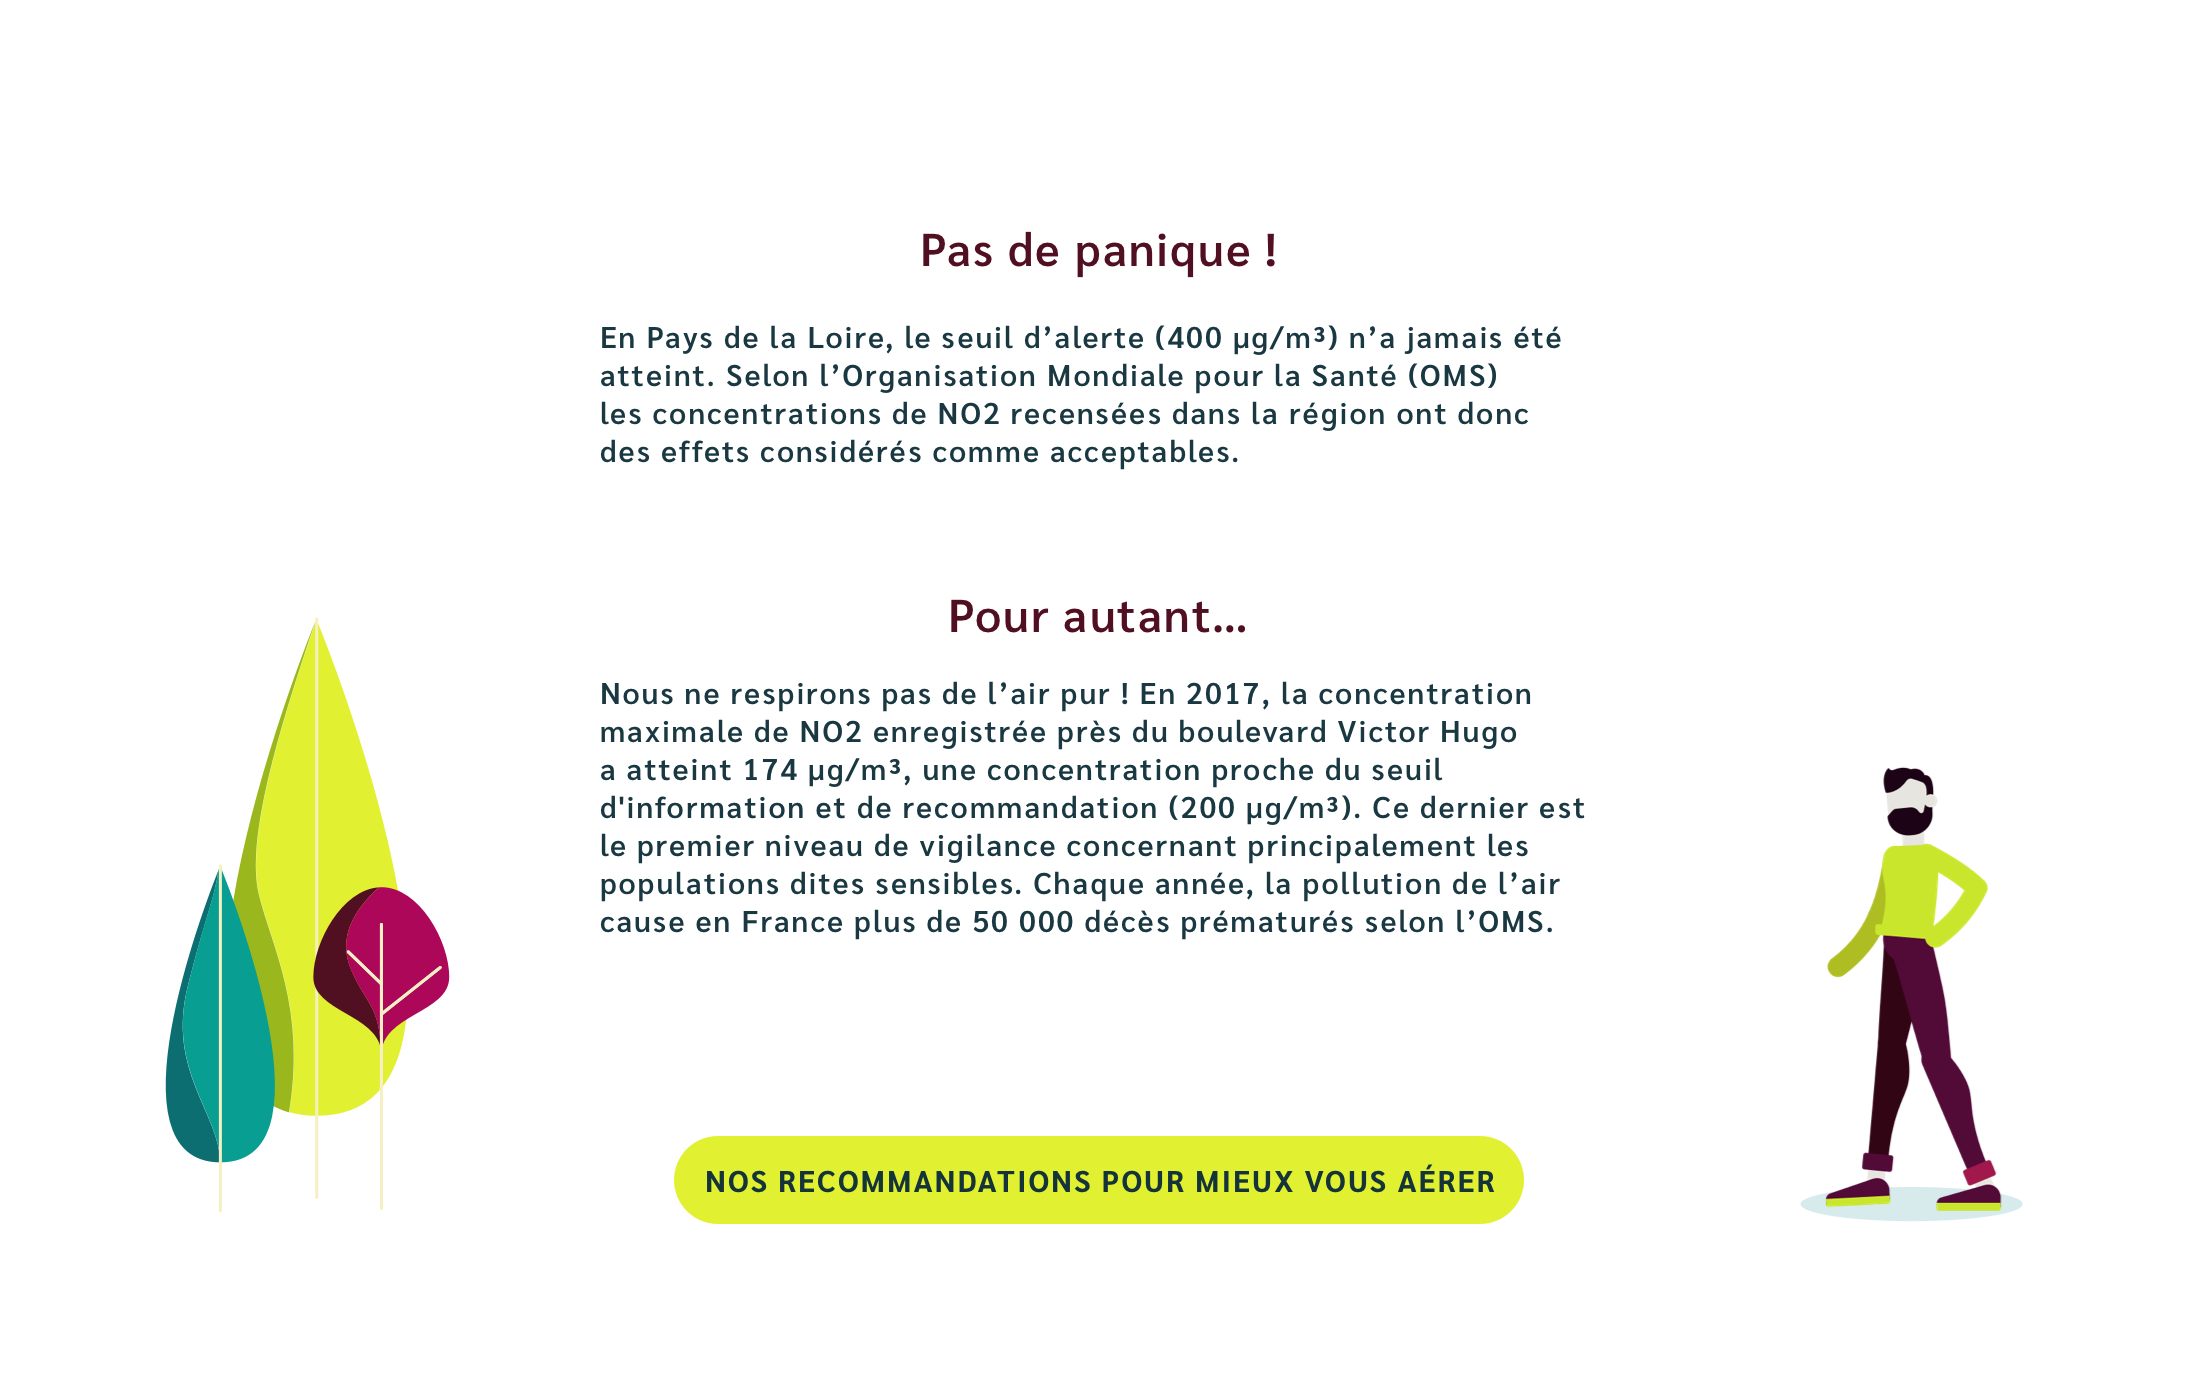 Pas de panique !
En Pays de la Loire, le seuil d’alerte (400 µg/m³) n’a jamais été
atteint. Selon l’Organisation Mondiale pour la Santé (OMS)
les concentrations de NO2 recensées dans la région ont donc
des effets considérés comme acceptables.
Pour autant...
Nous ne respirons pas de l’air pur ! En 2017, la concentration
maximale de NO2 enregistrée près du boulevard Victor Hugo
a atteint 174 µg/m³, une concentration proche du seuil
d'information et de recommandation (200 µg/m³). Ce dernier est
le premier niveau de vigilance concernant principalement les
populations dites sensibles. Chaque année, la pollution de l’air
cause en France plus de 50 000 décès prématurés selon l’OMS.
NOS RECOMMANDATIONS POUR MIEUX VOUS AÉRER